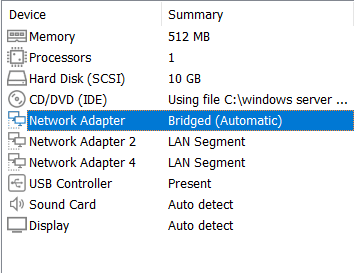 Device Summary
Memory 512 MB
Processors 1
Hard Disk (SCSI) 10 GB
CD/DVD (IDE) Using file C:\windows server ...
Network Adapter Bridged (Automatic)
Network Adapter 2 LAN Segment
Network Adapter 4 LAN Segment
USB Controller Present
Sound Card Auto detect
Display Auto detect